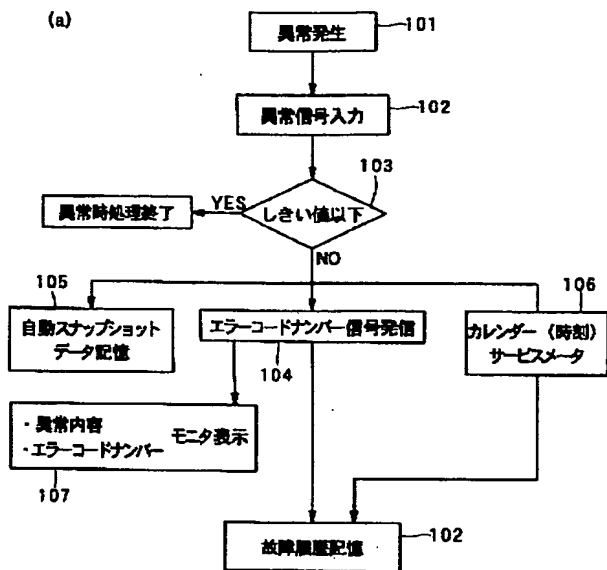 (a)
異常発生
101
異常信号入力
102
103
しきい値以下
YES
異常時処理終了
NO
105
106
自動スナップショット
データ記憶
エラーコードナンバー信号発信
104
カレンダー（時刻）
サービスメータ
・異常内容
・エラーコードナンバー
モニタ表示
107
故障履歴記憶
102